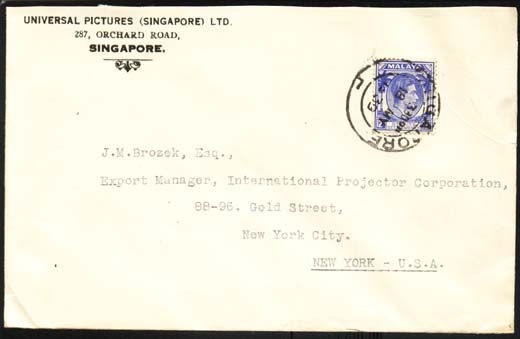 UNIVERSAL PICTURES (SINGAPORE) LTD.
287, ORCHARD ROAD,
SINGAPORE.
MALAYA
J.M.Brozek, Esq.,
Export Manager, International Projector Corporation,
88-96. Gold Street,
New York City.
NEW YORK - U.S.A.